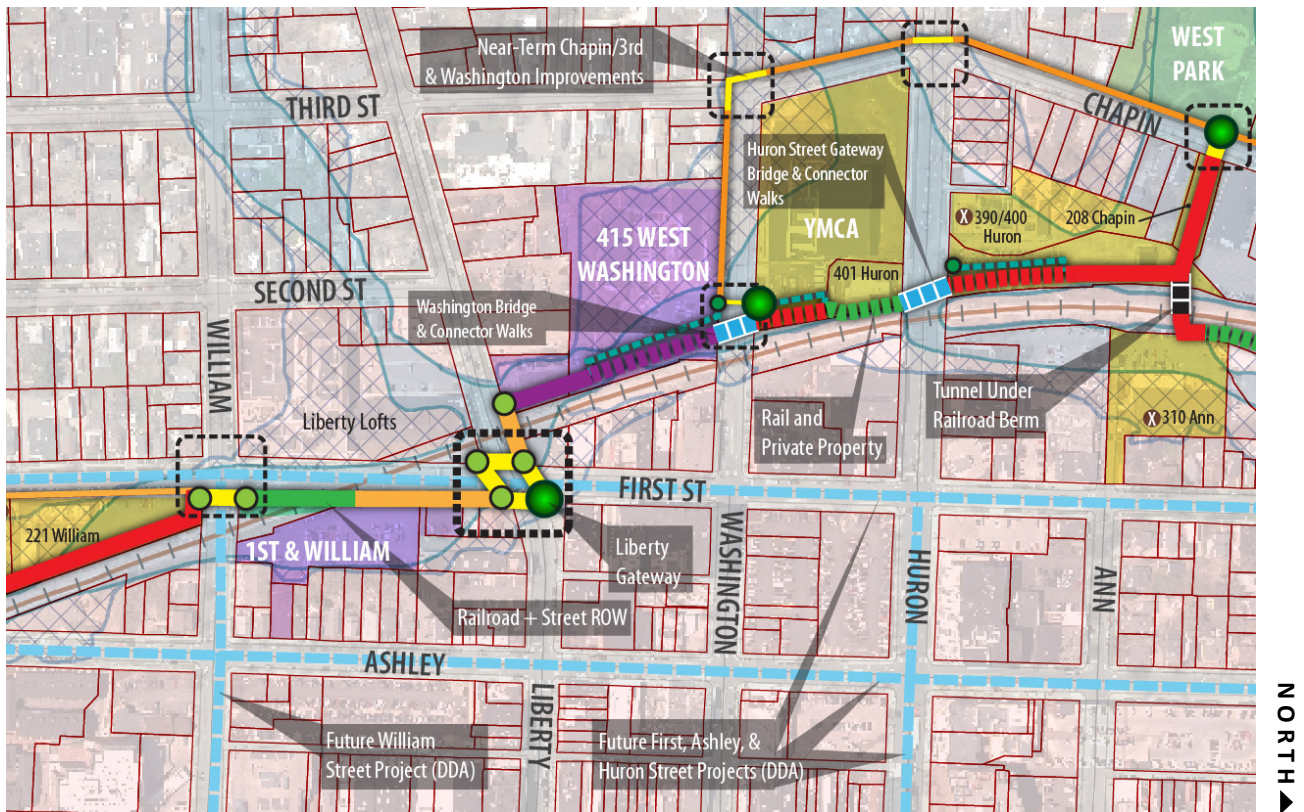 Near-Term Chapin/3rd
& Washington Improvements
WEST
PARK
THIRD ST
CHAPIN
Huron Street Gateway
Bridge & Connector
Walks
X 390/400
Huron
208 Chapin
415 WEST
WASHINGTON
YMCA
401 Huron
SECOND ST
Washington Bridge
& Connector Walks
WILLIAM
Liberty Lofts
Rail and
Private Property
Tunnel Under
Railroad Berm
X 310 Ann
FIRST ST
221 William
1ST & WILLIAM
Liberty
Gateway
WASHINGTON
HURON
ANN
Railroad + Street ROW
ASHLEY
LIBERTY
Future William
Street Project (DDA)
Future First, Ashley, &
Huron Street Projects (DDA)
NORTH